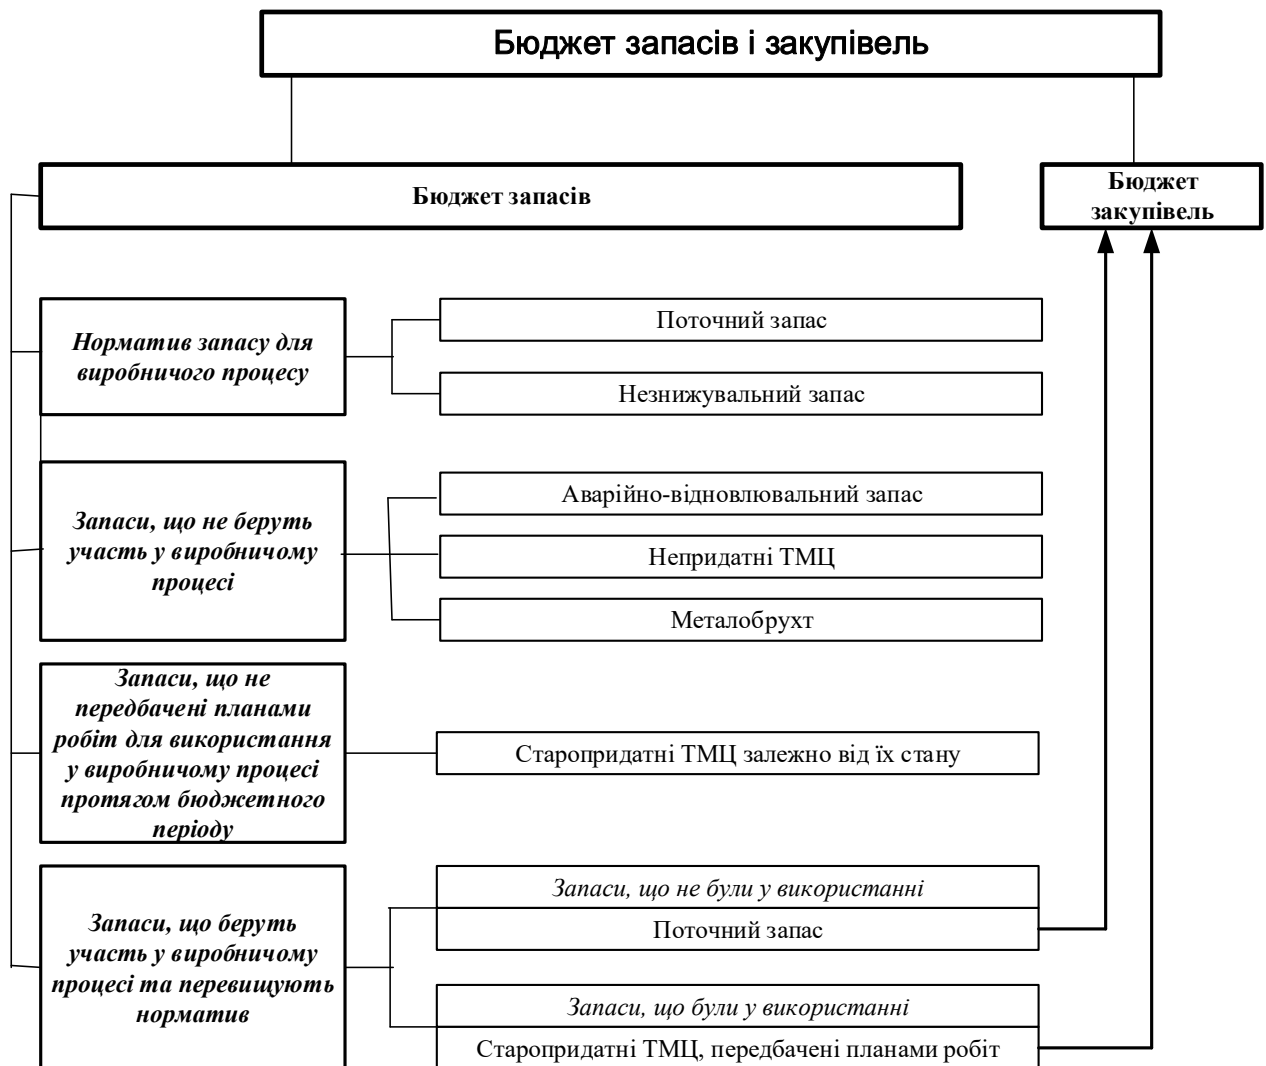 Бюджет запасів і закупівель
Бюджет запасів
Бюджет
закупівель
Норматив запасу для
виробничого процесу
Поточний запас
Незнижувальний запас
Запаси, що не беруть
участь у виробничому
процесі
Аварійно-відновлювальний запас
Непридатні ТМЦ
Металобрухт
Запаси, що не
передбачені планами
робіт для використання
у виробничому процесі
протягом бюджетного
періоду
Старопридатні ТМЦ залежно від їх стану
Запаси, що беруть
участь у виробничому
процесі та перевищують
норматив
Запаси, що не були у використанні
Поточний запас
Запаси, що були у використанні
Старопридатні ТМЦ, передбачені планами робіт